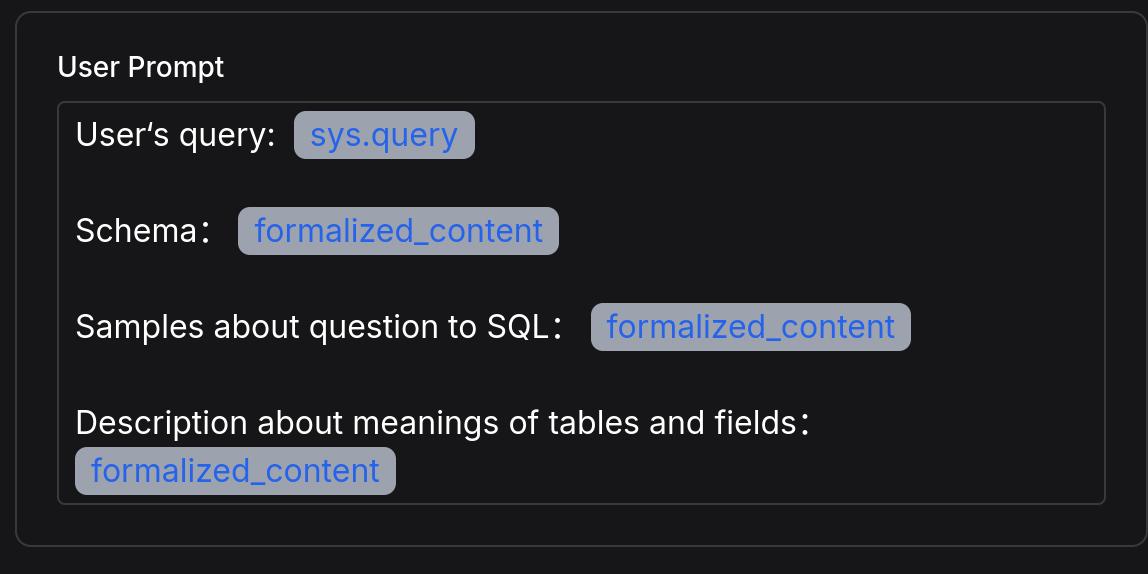 User Prompt
User‘s query: sys.query
Schema： formalized_content
Samples about question to SQL： formalized_content
Description about meanings of tables and fields：
formalized_content